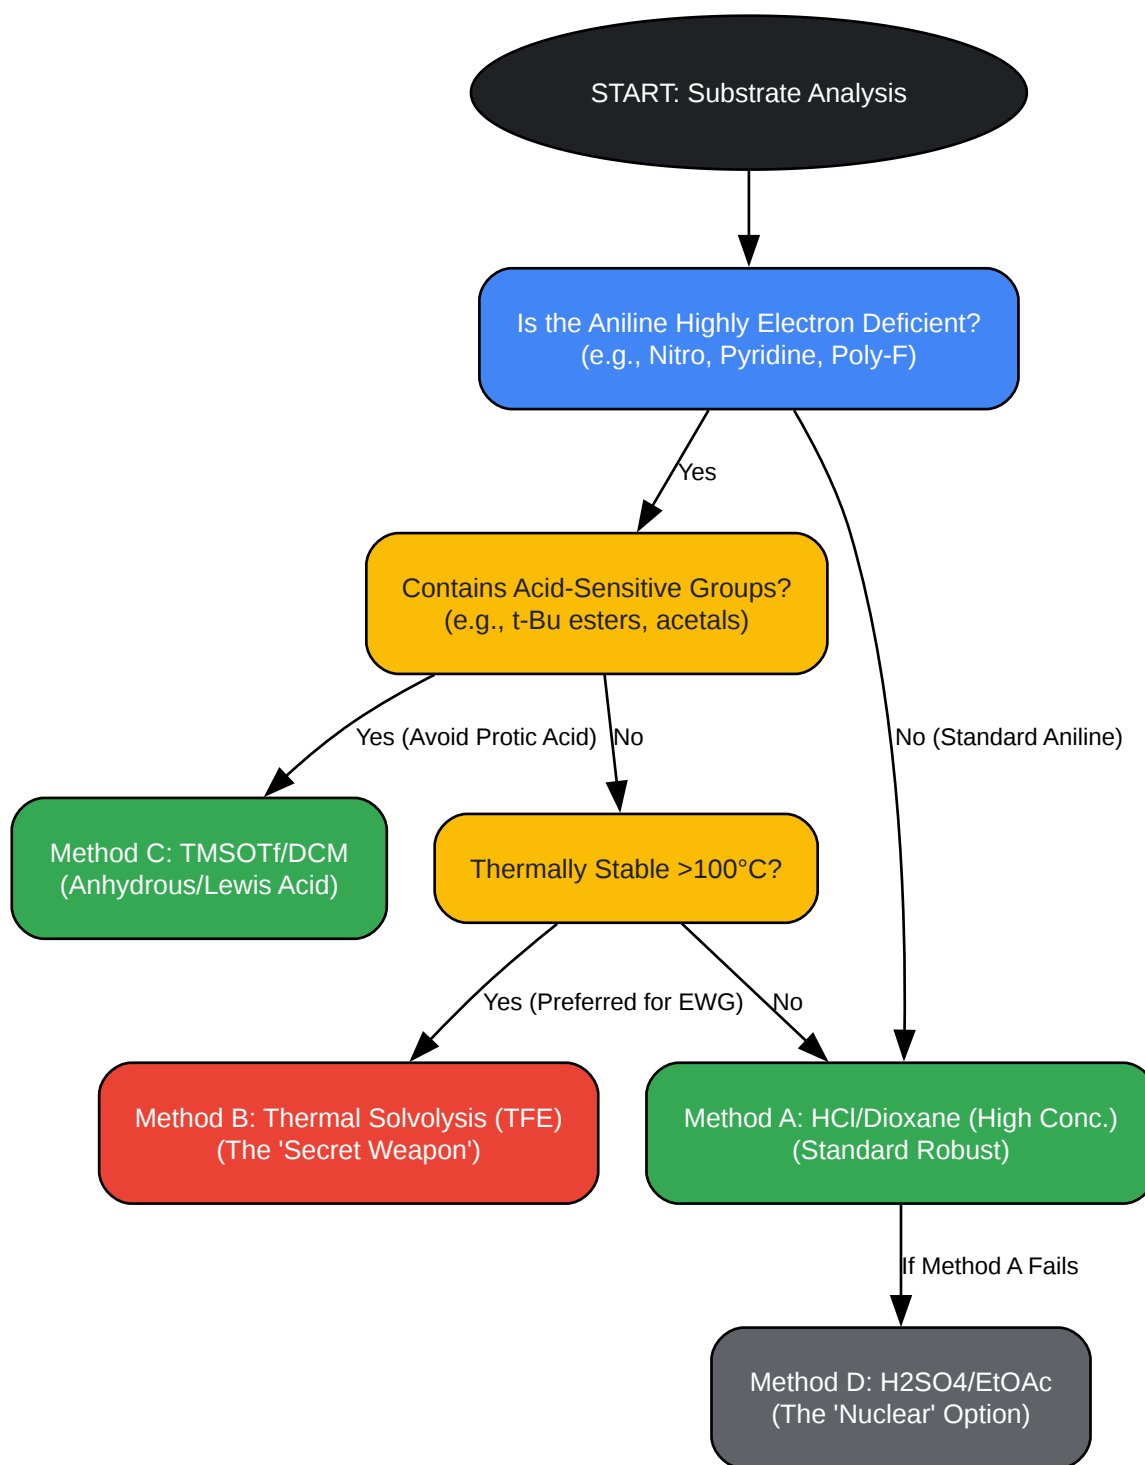 START: Substrate Analysis
Is the Aniline Highly Electron Deficient?
(e.g., Nitro, Pyridine, Poly-F)
Yes
Contains Acid-Sensitive Groups?
(e.g., t-Bu esters, acetals)
Yes (Avoid Protic Acid)
No
No (Standard Aniline)
Method C: TMSOTf/DCM
(Anhydrous/Lewis Acid)
Thermally Stable >100°C?
Yes (Preferred for EWG)
No
Method B: Thermal Solvolysis (TFE)
(The 'Secret Weapon')
Method A: HCl/Dioxane (High Conc.)
(Standard Robust)
If Method A Fails
Method D: H2SO4/EtOAc
(The 'Nuclear' Option)